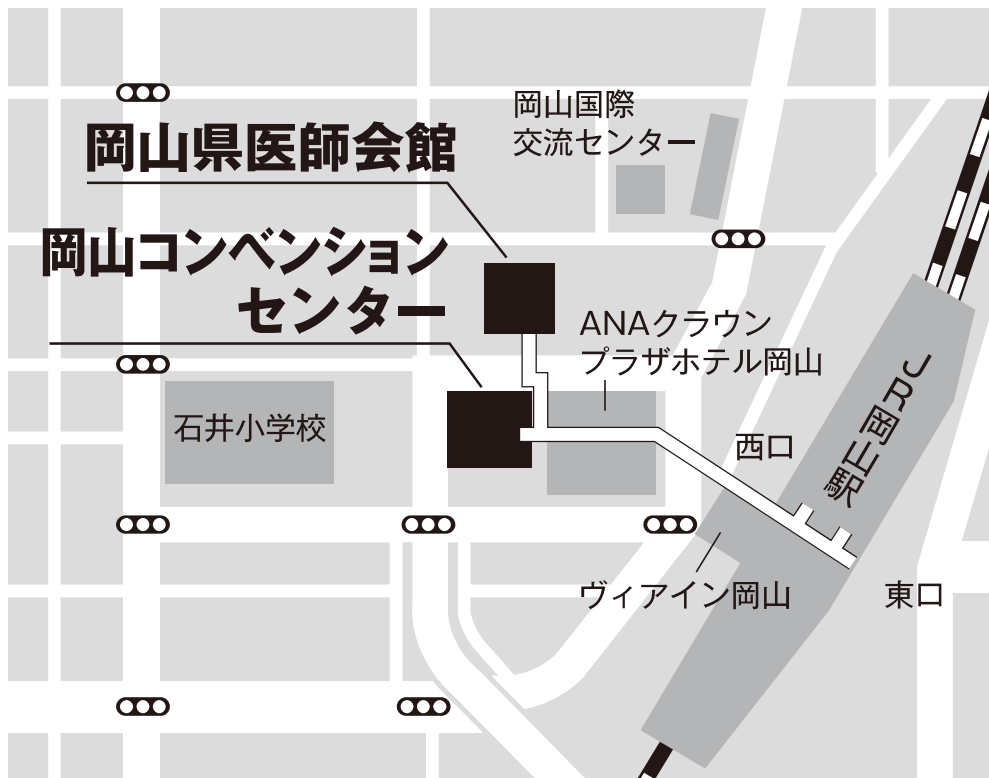 岡山国際
交流センター
岡山県医師会館
岡山コンベンション
センター
ANAクラウン
プラザホテル岡山
石井小学校
西口
JR岡山駅
ヴィアイン岡山
東口